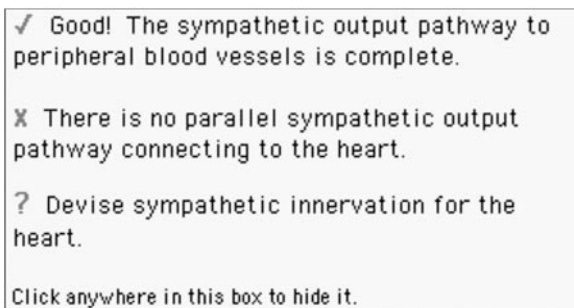 ✓ Good! The sympathetic output pathway to
peripheral blood vessels is complete.
X There is no parallel sympathetic output
pathway connecting to the heart.
? Devise sympathetic innervation for the
heart.
Click anywhere in this box to hide it.